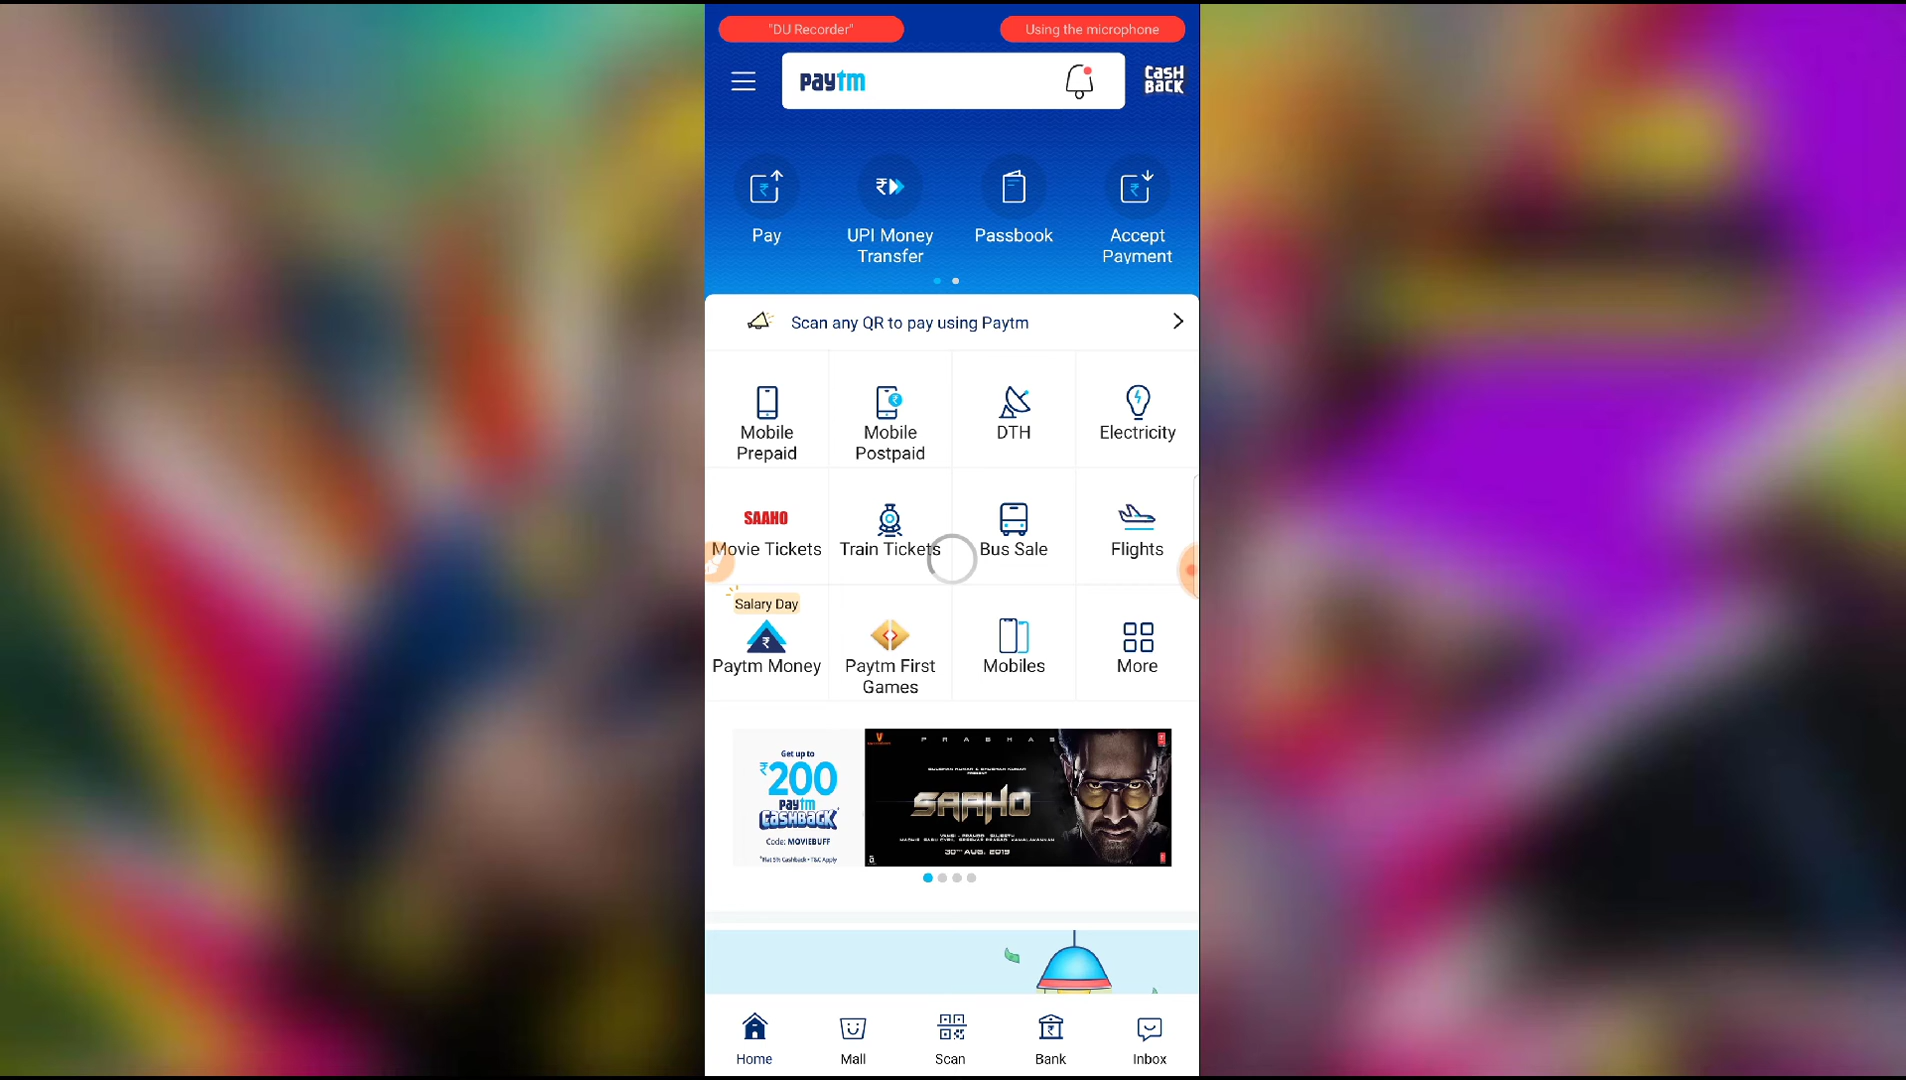 "DU Recorder"
Using the microphone
paytm
CASH
BACK
Pay
UPI Money
Transfer
Passbook
Accept
Payment
Scan any QR to pay using Paytm
Mobile
Prepaid
Mobile
Postpaid
DTH
Electricity
SAAHO
Movie Tickets
Train Tickets
Bus Sale
Flights
Salary Day
Paytm Money
Paytm First
Games
Mobiles
More
Get up to
₹200
paytm
CASHBACK
Code: MOVIEBUFF
PRABHAS
SAAHO
30TH AUG. 2019
Home
Mall
Scan
Bank
Inbox